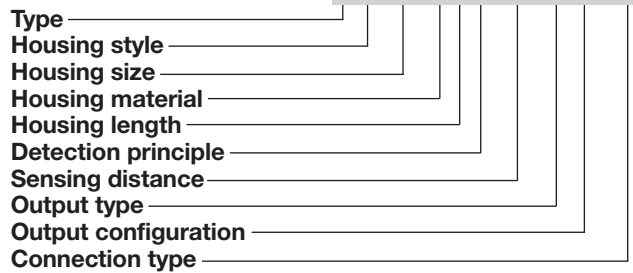 Type
Housing style
Housing size
Housing material
Housing length
Detection principle
Sensing distance
Output type
Output configuration
Connection type